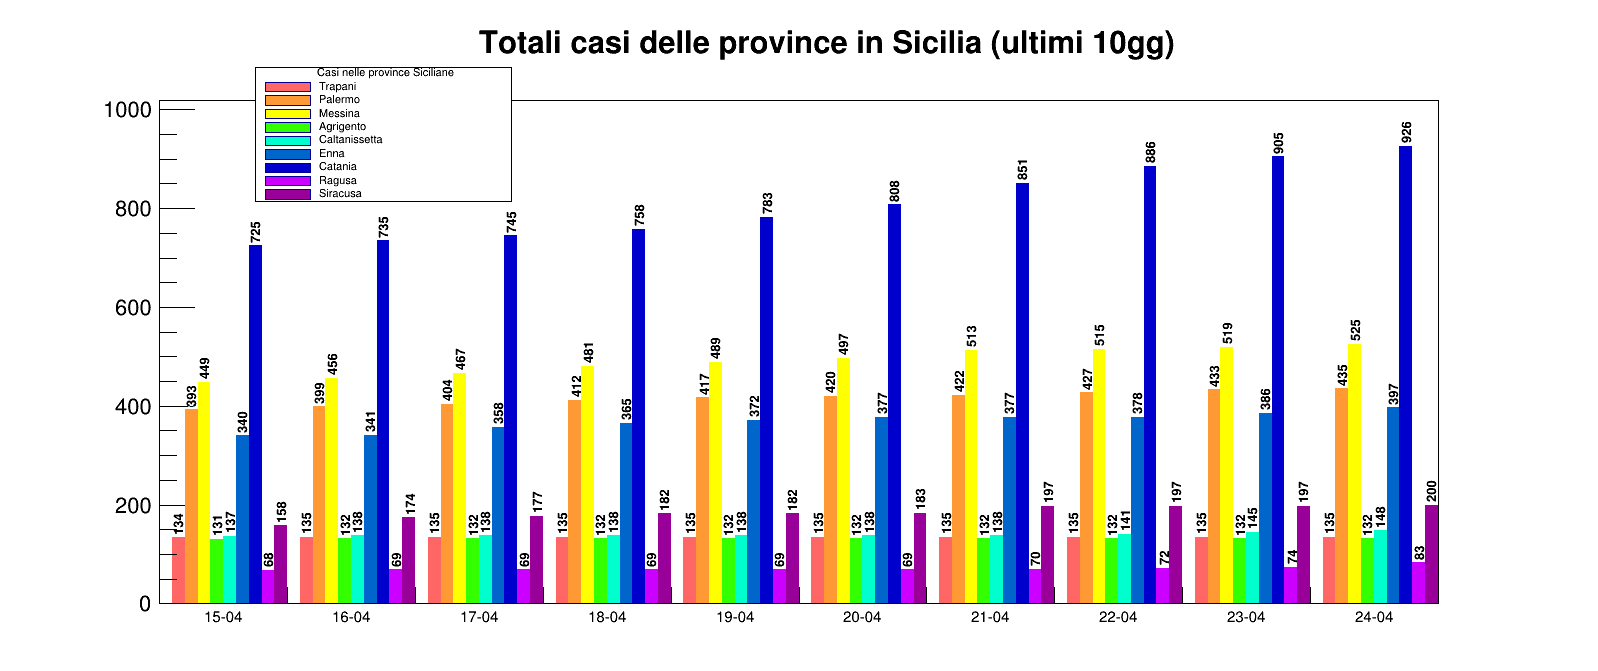 Totali casi delle province in Sicilia (ultimi 10gg)
Casi nelle province Siciliane
Trapani
Palermo
Messina
Agrigento
Caltanissetta
Enna
Catania
Ragusa
Siracusa
1000
800
600
400
200
0
134 393 449 131 137 340 725 68 158
135 399 456 132 138 341 735 69 174
135 404 467 132 138 358 745 69 177
135 412 481 132 138 365 758 69 182
135 417 489 132 138 372 783 69 182
135 420 497 132 138 377 808 69 183
135 422 513 132 138 377 851 70 197
135 427 515 132 141 378 886 72 197
135 433 519 132 145 386 905 74 197
135 435 525 132 148 397 926 83 200
15-04 16-04 17-04 18-04 19-04 20-04 21-04 22-04 23-04 24-04